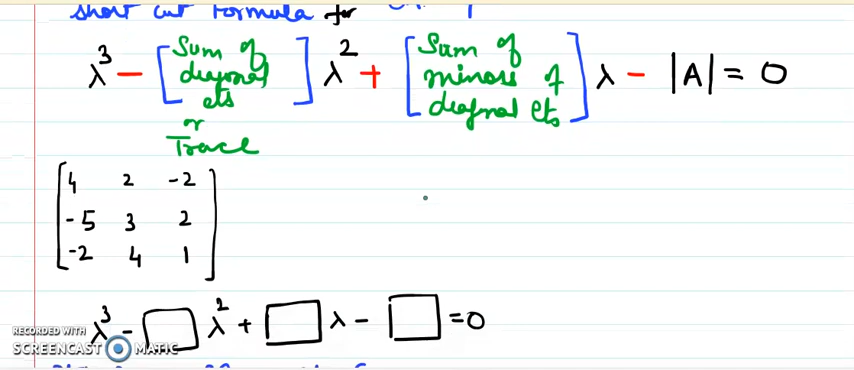 short cut formula for
λ³ − [Sum of diagonal ets or Trace] λ² + [Sum of minors of diagonal ets] λ − |A| = 0
4 2 -2
-5 3 2
-2 4 1
λ³ − □ λ² + □ λ − □ = 0
RECORDED WITH
SCREENCAST MATIC